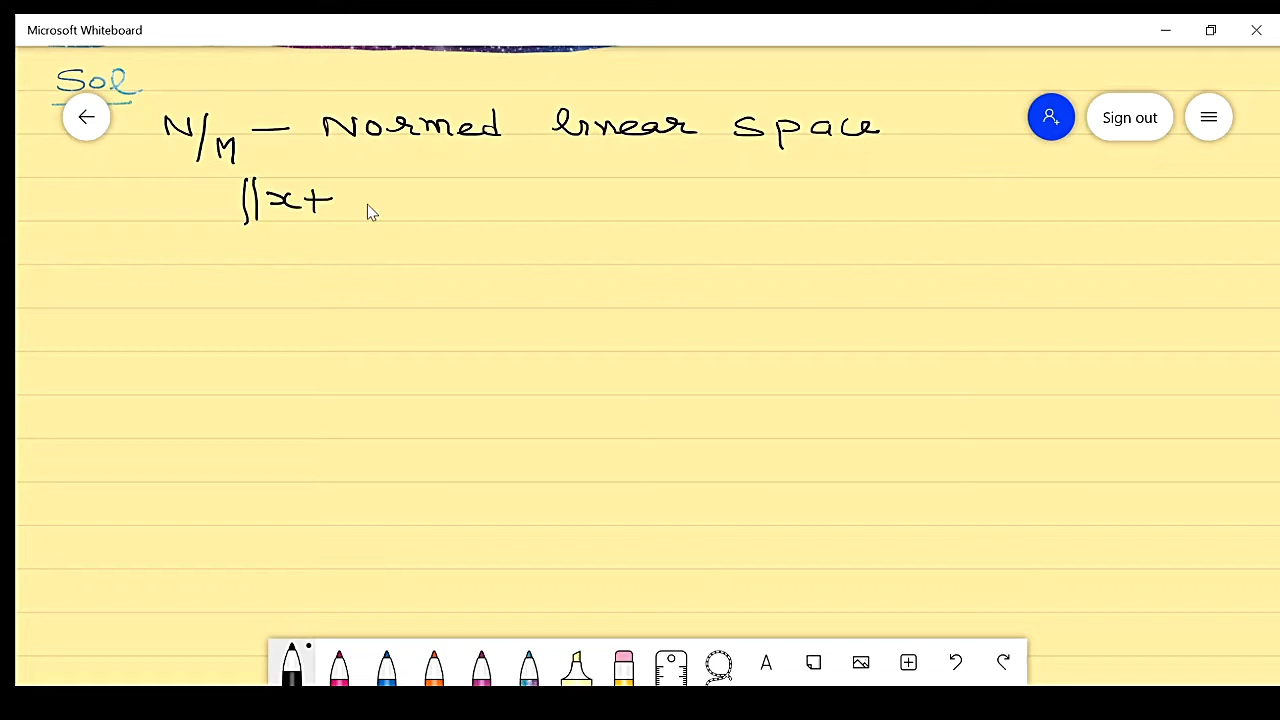 Microsoft Whiteboard
Sol
Sign out
N/M — Normed linear space
||x+